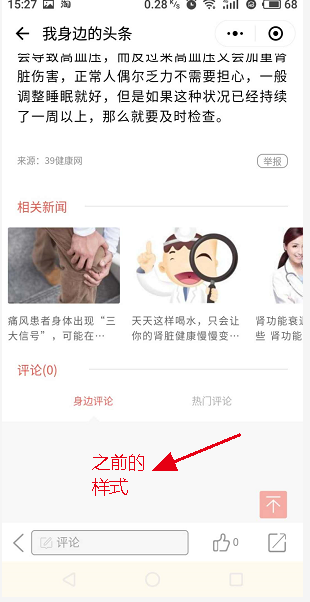 15:27 淘 0.28 K/s 68
我身边的头条
会导致高血压，而反过来高血压又会加重肾
脏伤害，正常人偶尔乏力不需要担心，一般
调整睡眠就好，但是如果这种状况已经持续
了一周以上，那么就要及时检查。
来源：39健康网 举报
相关新闻
痛风患者身体出现“三
大信号”，可能在…
天天这样喝水，只会让
你的肾脏健康慢慢变…
肾功能衰
些 肾功能
评论(0)
身边评论 热门评论
之前的
样式
评论 0